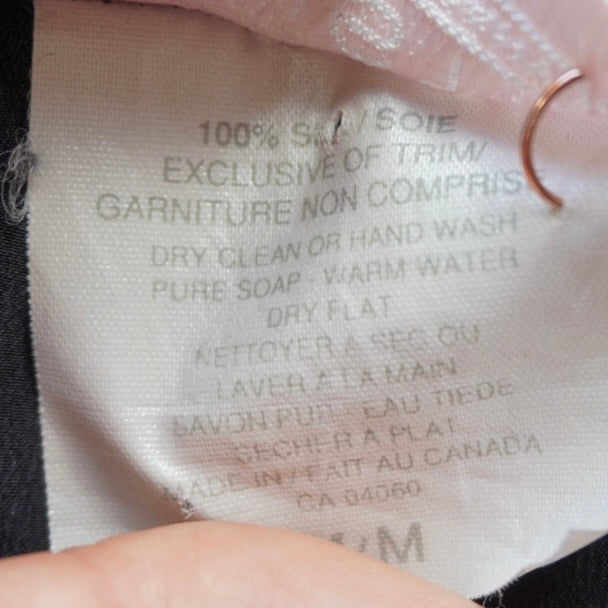 100% SILK / SOIE
EXCLUSIVE OF TRIM/
GARNITURE NON COMPRISE
DRY CLEAN OR HAND WASH
PURE SOAP - WARM WATER
DRY FLAT
NETTOYER A SEC OU
LAVER A LA MAIN
SAVON PUR - EAU TIEDE
SECHER A PLAT
MADE IN / FAIT AU CANADA
CA 04060
/M